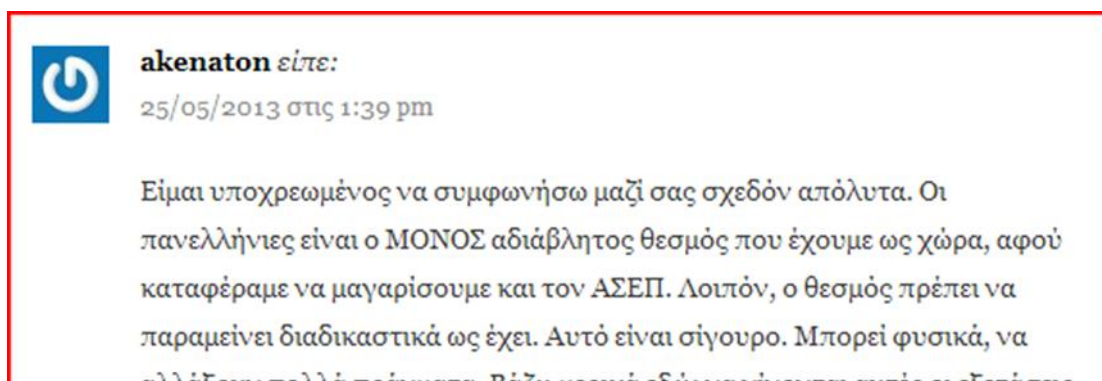 akenaton είπε:
25/05/2013 στις 1:39 pm
Είμαι υποχρεωμένος να συμφωνήσω μαζί σας σχεδόν απόλυτα. Οι
πανελλήνιες είναι ο ΜΟΝΟΣ αδιάβλητος θεσμός που έχουμε ως χώρα, αφού
καταφέραμε να μαγαρίσουμε και τον ΑΣΕΠ. Λοιπόν, ο θεσμός πρέπει να
παραμείνει διαδικαστικά ως έχει. Αυτό είναι σίγουρο. Μπορεί φυσικά, να